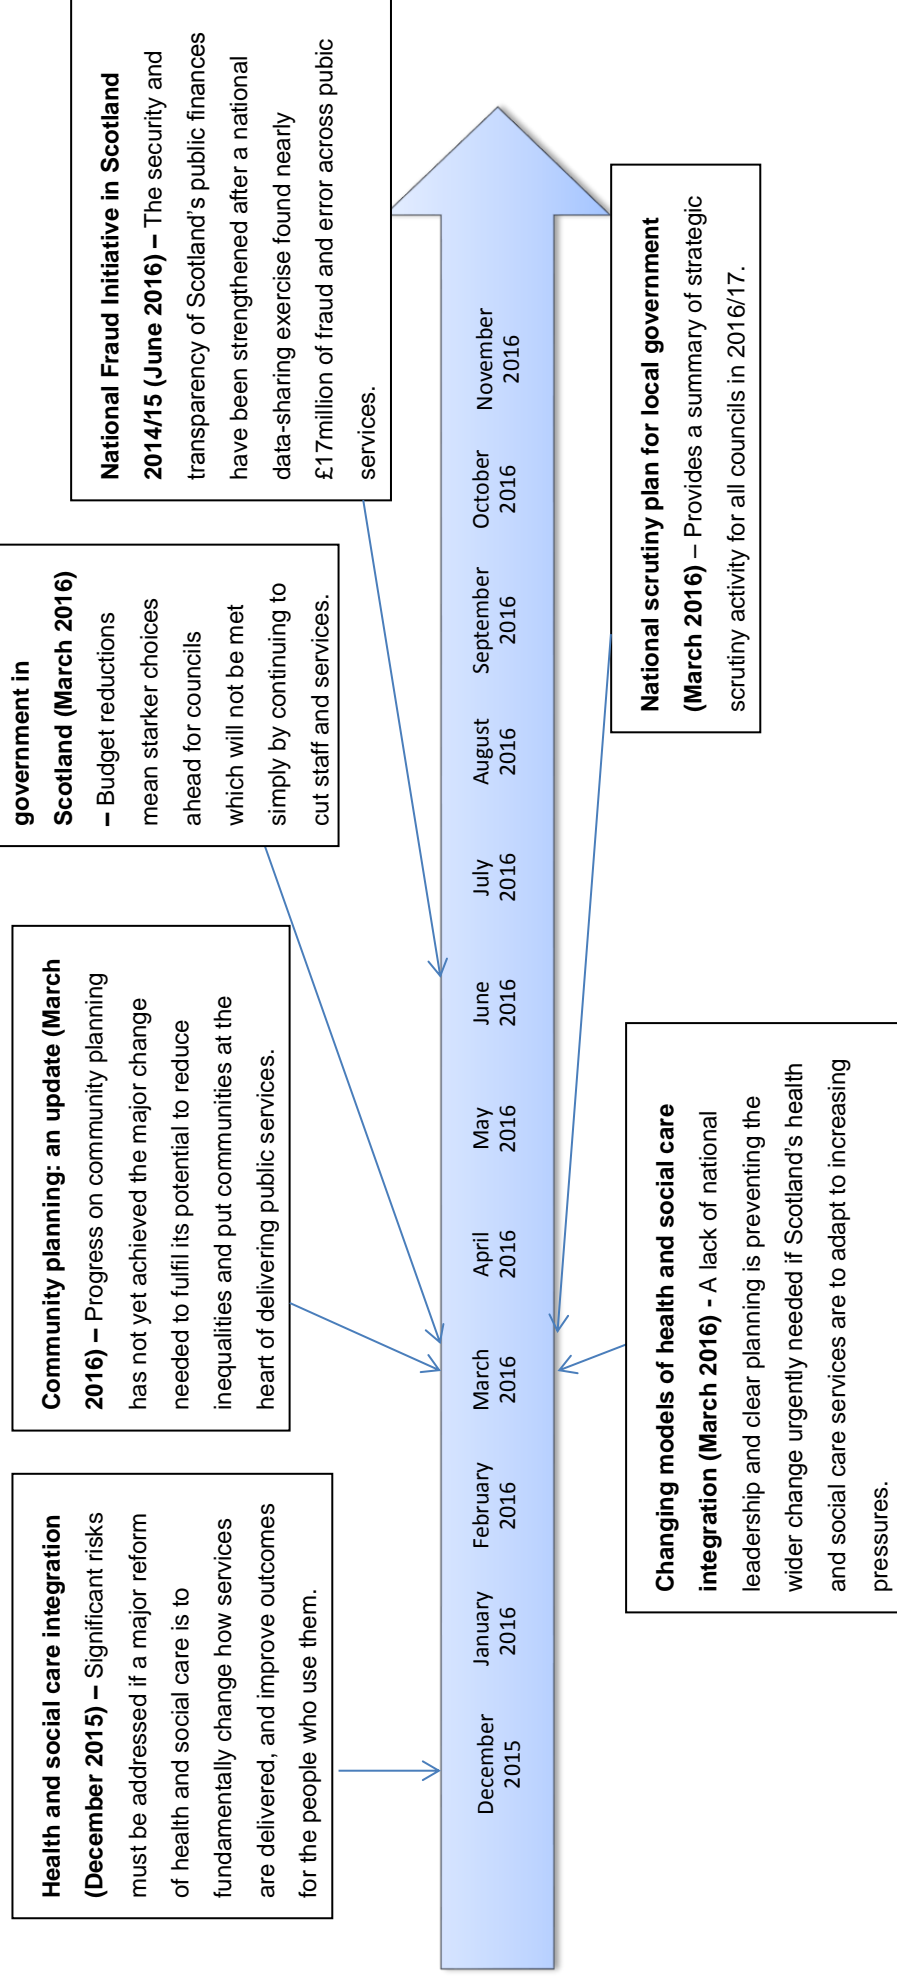 Health and social care integration
(December 2015) – Significant risks
must be addressed if a major reform
of health and social care is to
fundamentally change how services
are delivered, and improve outcomes
for the people who use them.
Community planning: an update (March
2016) – Progress on community planning
has not yet achieved the major change
needed to fulfil its potential to reduce
inequalities and put communities at the
heart of delivering public services.
government in
Scotland (March 2016)
– Budget reductions
mean starker choices
ahead for councils
which will not be met
simply by continuing to
cut staff and services.
National Fraud Initiative in Scotland
2014/15 (June 2016) – The security and
transparency of Scotland's public finances
have been strengthened after a national
data-sharing exercise found nearly
£17million of fraud and error across pubic
services.
December
2015
January
2016
February
2016
March
2016
April
2016
May
2016
June
2016
July
2016
August
2016
September
2016
October
2016
November
2016
Changing models of health and social care
integration (March 2016) - A lack of national
leadership and clear planning is preventing the
wider change urgently needed if Scotland's health
and social care services are to adapt to increasing
pressures.
National scrutiny plan for local government
(March 2016) – Provides a summary of strategic
scrutiny activity for all councils in 2016/17.